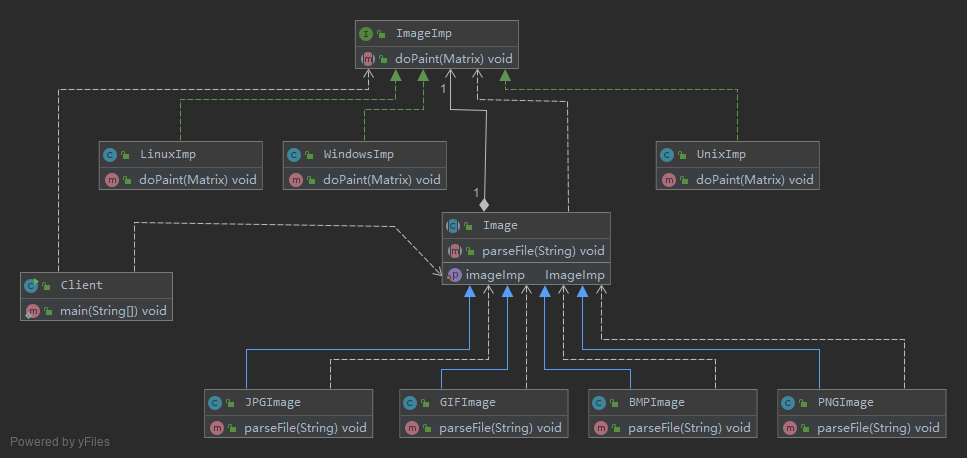 I ImageImp
m doPaint(Matrix) void
1
C LinuxImp
m doPaint(Matrix) void
C WindowsImp
m doPaint(Matrix) void
C UnixImp
m doPaint(Matrix) void
1
C Image
m parseFile(String) void
p imageImp ImageImp
C Client
m main(String[]) void
C JPGImage
m parseFile(String) void
C GIFImage
m parseFile(String) void
C BMPImage
m parseFile(String) void
C PNGImage
m parseFile(String) void
Powered by yFiles